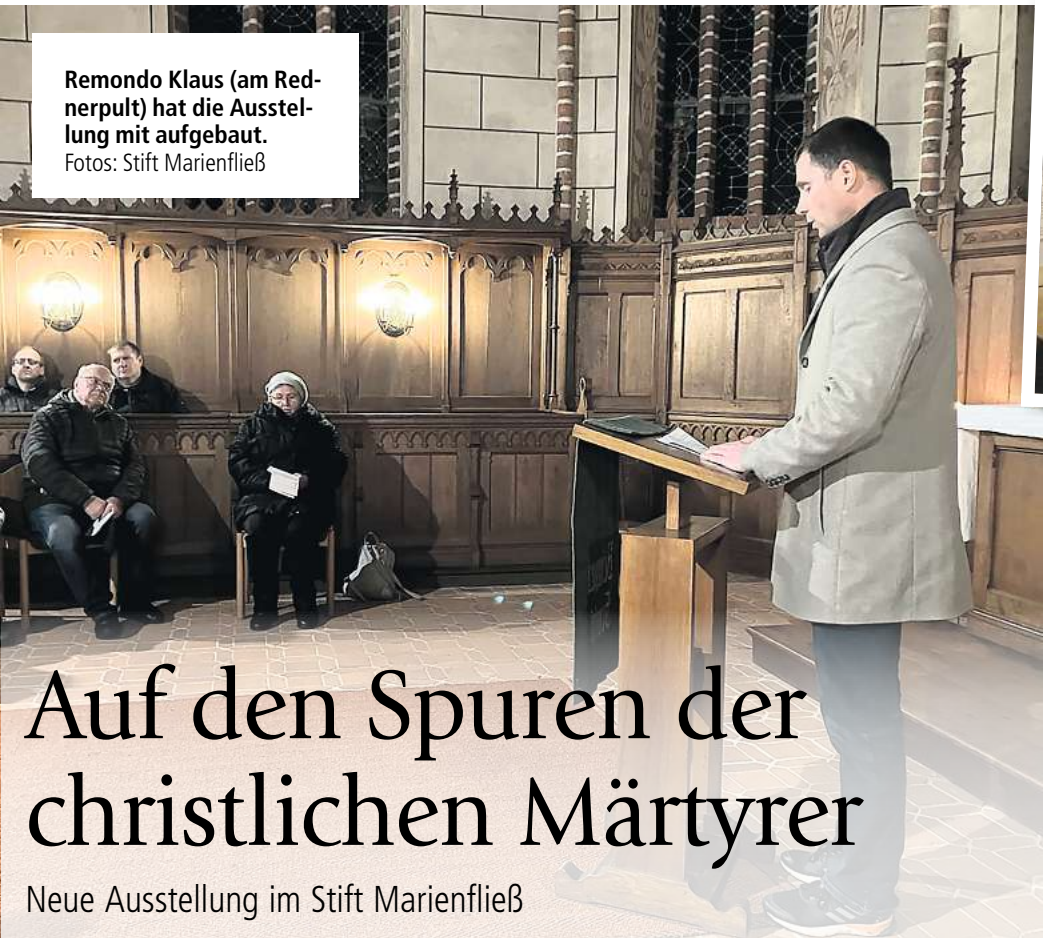 Remondo Klaus (am Red-
nerpult) hat die Ausstel-
lung mit aufgebaut.
Fotos: Stift Marienfließ
Auf den Spuren der
christlichen Märtyrer
Neue Ausstellung im Stift Marienfließ